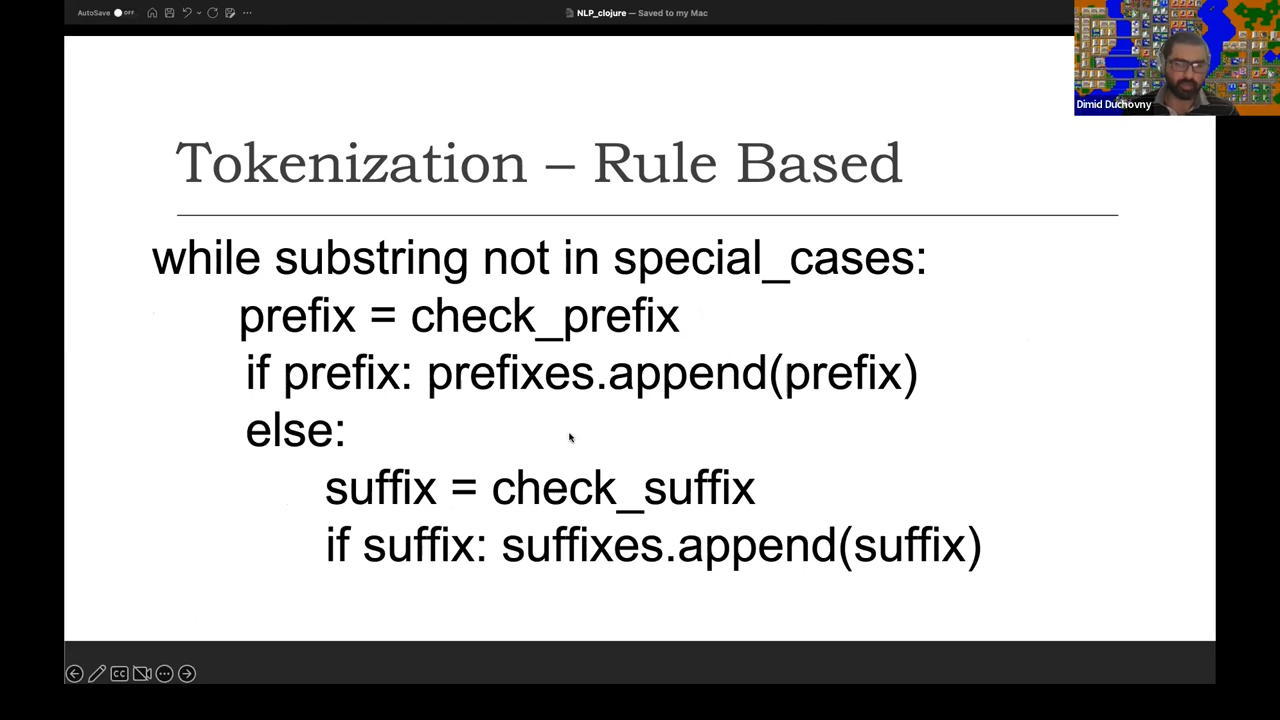 AutoSave OFF
NLP_clojure — Saved to my Mac
Dimid Duchovny
Tokenization – Rule Based
while substring not in special_cases:
prefix = check_prefix
if prefix: prefixes.append(prefix)
else:
suffix = check_suffix
if suffix: suffixes.append(suffix)
CC